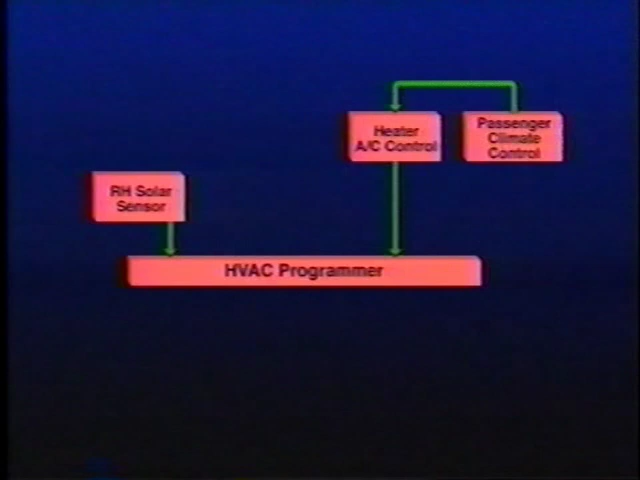 Heater
A/C Control
Passenger
Climate
Control
RH Solar
Sensor
HVAC Programmer